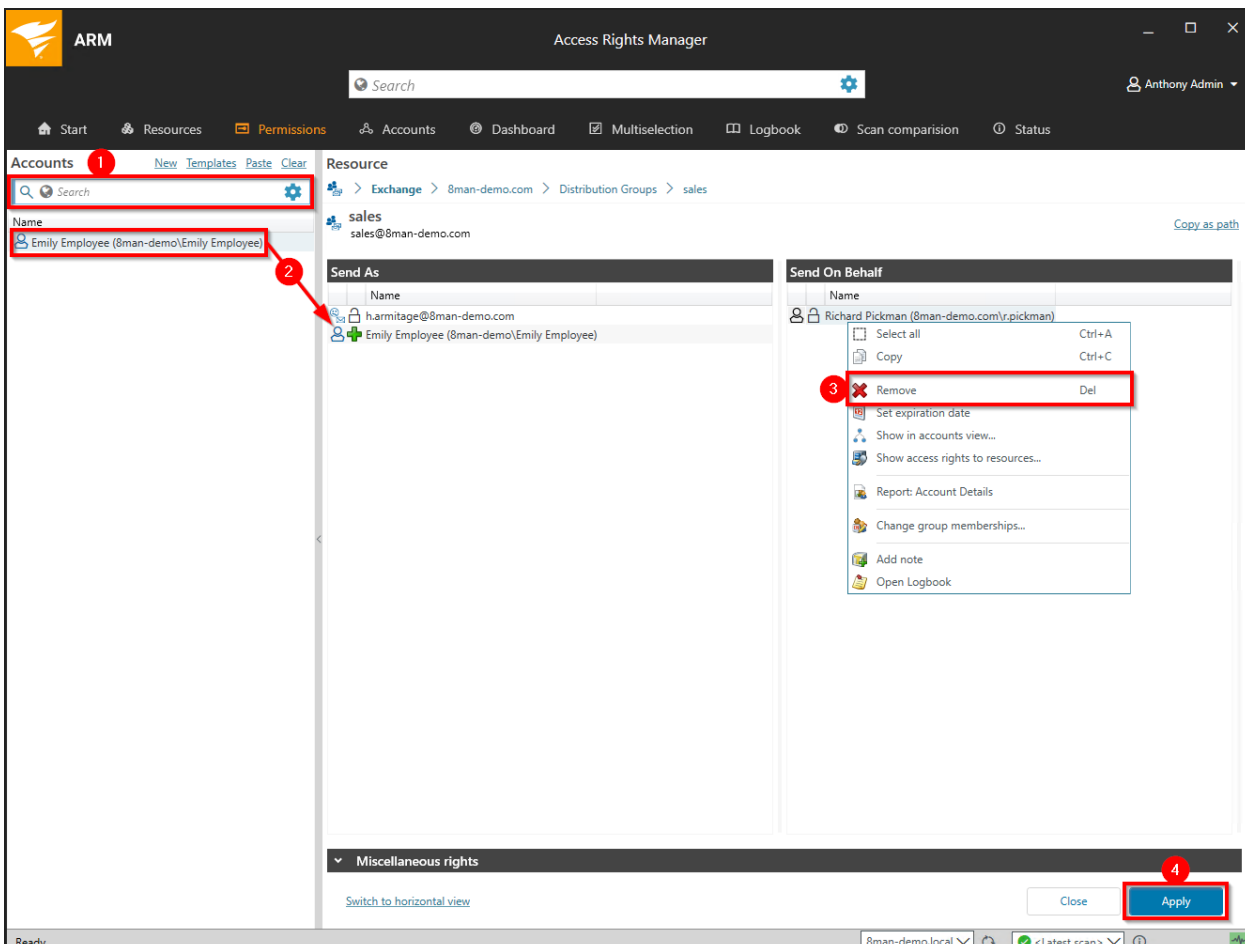 ARM
Access Rights Manager
Search
Anthony Admin
Start Resources Permissions Accounts Dashboard Multiselection Logbook Scan comparision Status
Accounts 1 New Templates Paste Clear
Search
Name
Emily Employee (8man-demo\Emily Employee)
2
Resource
> Exchange > 8man-demo.com > Distribution Groups > sales
sales
sales@8man-demo.com
Copy as path
Send As
Name
h.armitage@8man-demo.com
Emily Employee (8man-demo\Emily Employee)
Send On Behalf
Name
Richard Pickman (8man-demo.com\r.pickman)
Select all Ctrl+A
Copy Ctrl+C
3 Remove Del
Set expiration date
Show in accounts view...
Show access rights to resources...
Report: Account Details
Change group memberships...
Add note
Open Logbook
Miscellaneous rights
4
Switch to horizontal view
Close Apply
Ready 8man-demo.local <Latest scan>